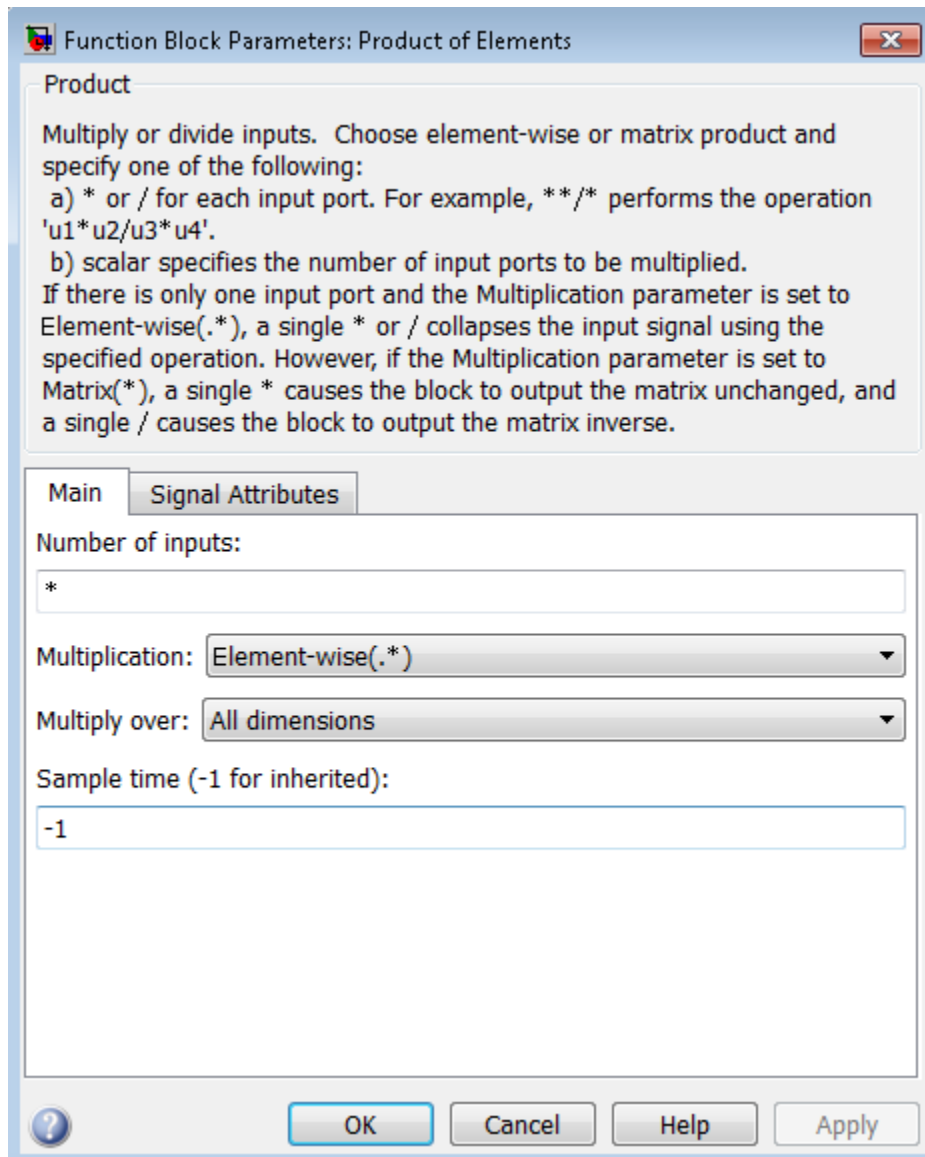 Function Block Parameters: Product of Elements
Product
Multiply or divide inputs.  Choose element-wise or matrix product and
specify one of the following:
a) * or / for each input port. For example, **/* performs the operation
'u1*u2/u3*u4'.
b) scalar specifies the number of input ports to be multiplied.
If there is only one input port and the Multiplication parameter is set to
Element-wise(.*), a single * or / collapses the input signal using the
specified operation. However, if the Multiplication parameter is set to
Matrix(*), a single * causes the block to output the matrix unchanged, and
a single / causes the block to output the matrix inverse.
Main Signal Attributes
Number of inputs:
*
Multiplication: Element-wise(.*)
Multiply over: All dimensions
Sample time (-1 for inherited):
-1
? OK Cancel Help Apply